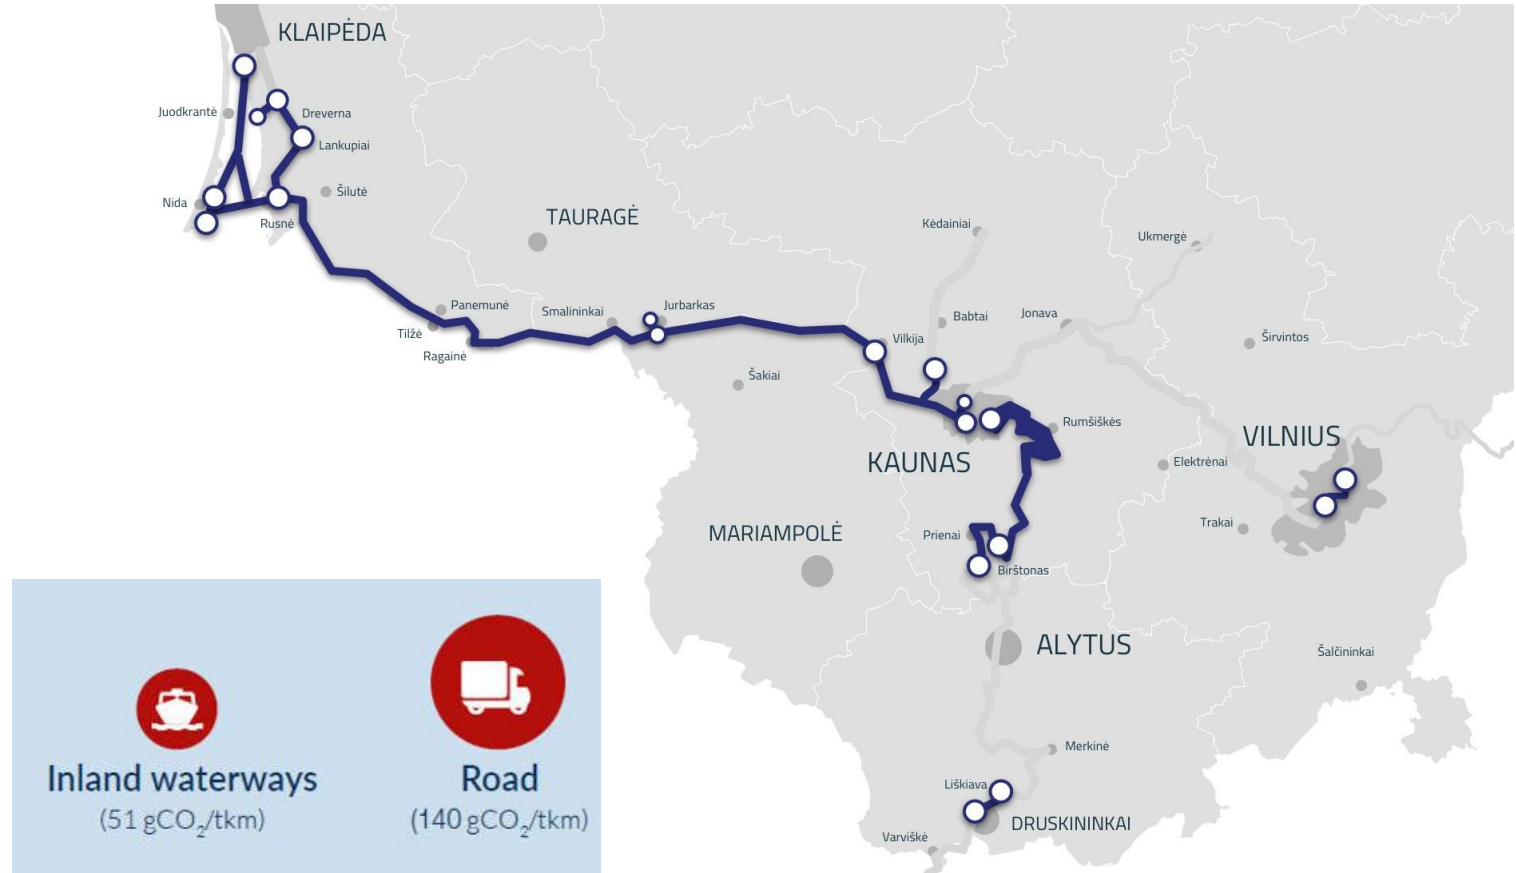 KLAIPĖDA
Juodkrantė
Dreverna
Lankupiai
Šilutė
Nida
Rusnė
TAURAGĖ
Kėdainiai
Ukmergė
Panemunė
Smalininkai
Jurbarkas
Babtai
Jonava
Tilžė
Ragainė
Vilkija
Širvintos
Šakiai
Rumšiškės
VILNIUS
KAUNAS
Elektrėnai
Trakai
MARIAMPOLĖ
Prienai
Birštonas
ALYTUS
Šalčininkai
Merkinė
Liškiava
DRUSKININKAI
Varviškė
Inland waterways
(51 gCO₂/tkm)
Road
(140 gCO₂/tkm)